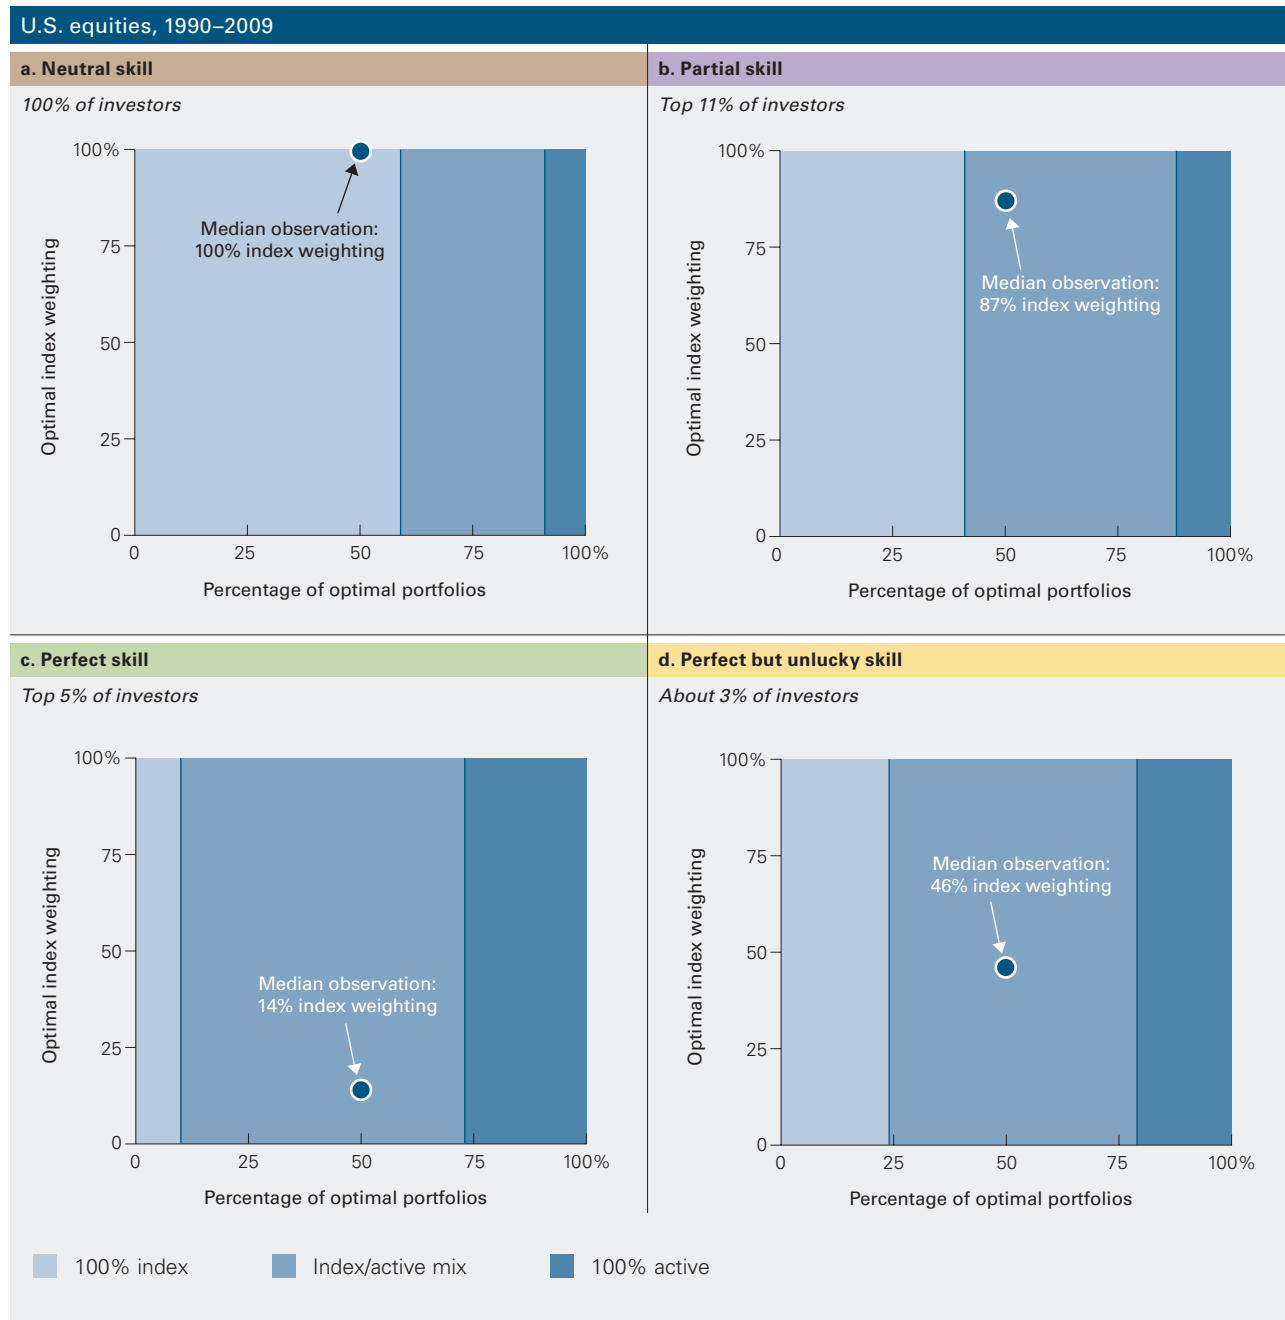 U.S. equities, 1990–2009
a. Neutral skill
100% of investors
Optimal index weighting
100%
75
50
25
0
Median observation:
100% index weighting
0 25 50 75 100%
Percentage of optimal portfolios
b. Partial skill
Top 11% of investors
Optimal index weighting
100%
75
50
25
0
Median observation:
87% index weighting
0 25 50 75 100%
Percentage of optimal portfolios
c. Perfect skill
Top 5% of investors
Optimal index weighting
100%
75
50
25
0
Median observation:
14% index weighting
0 25 50 75 100%
Percentage of optimal portfolios
d. Perfect but unlucky skill
About 3% of investors
Optimal index weighting
100%
75
50
25
0
Median observation:
46% index weighting
0 25 50 75 100%
Percentage of optimal portfolios
100% index
Index/active mix
100% active